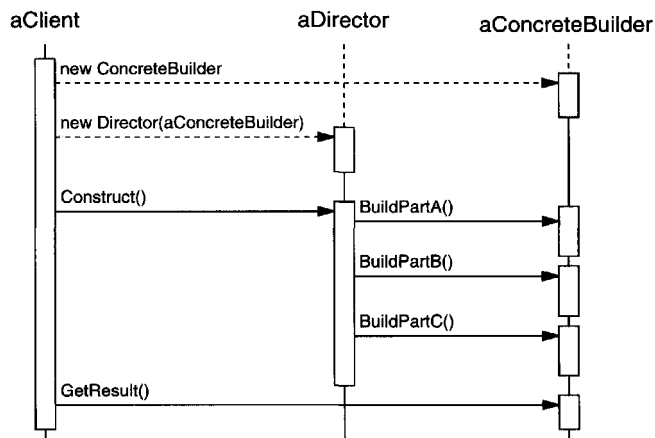 aClient
aDirector
aConcreteBuilder
new ConcreteBuilder
new Director(aConcreteBuilder)
Construct()
BuildPartA()
BuildPartB()
BuildPartC()
GetResult()